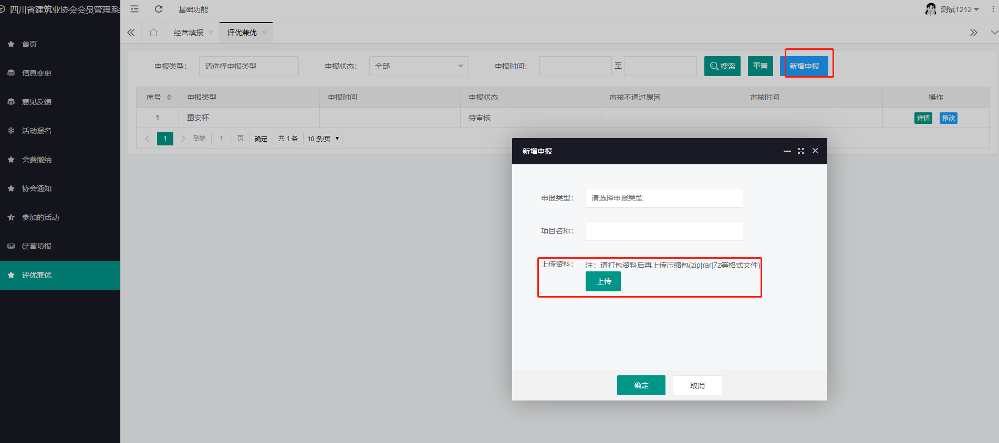 四川省建筑业协会会员管理系
基础功能
测试1212
首页
信息变更
意见反馈
活动报名
会费缴纳
协会通知
参加的活动
经营填报
评优兼优
经营填报 ×
评优兼优 ×
申报类型： 请选择申报类型 申报状态： 全部 申报时间： 至 搜索 重置 新增申报
序号 申报类型 申报时间 申报状态 审核不通过原因 审核时间 操作
1 蜀安杯 待审核 详情 修改
1 到第 1 页 确定 共 1 条 10 条/页
新增申报
申报类型： 请选择申报类型
项目名称：
上传资料： 注：请打包资料后再上传压缩包(zip|rar|7z等格式文件)
上传
确定 取消